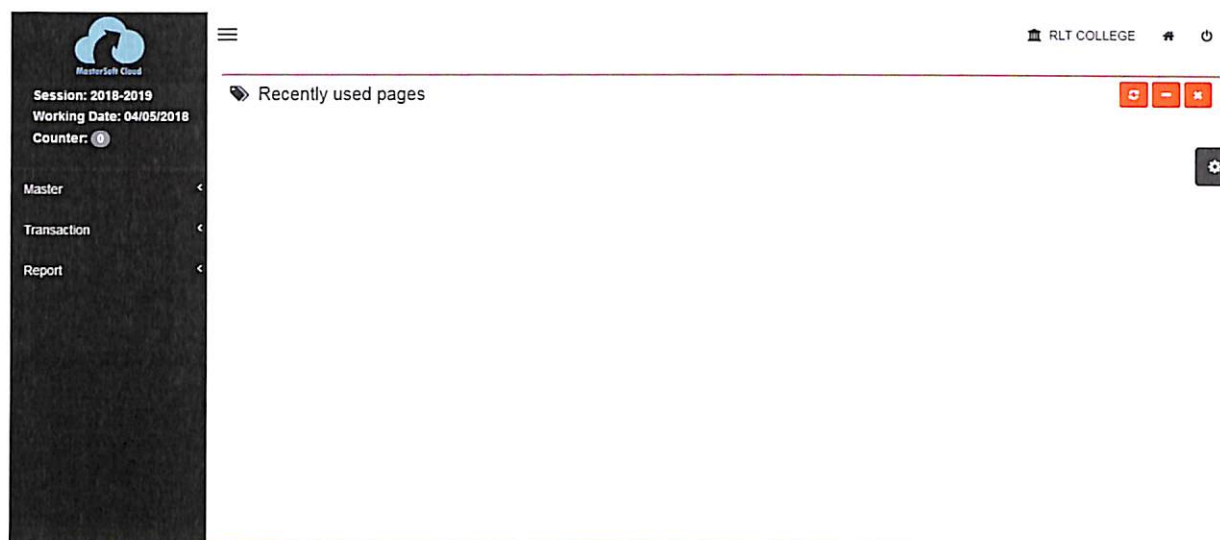 MasterSoft Cloud
Session: 2018-2019
Working Date: 04/05/2018
Counter: 0
Master
Transaction
Report
RLT COLLEGE
Recently used pages